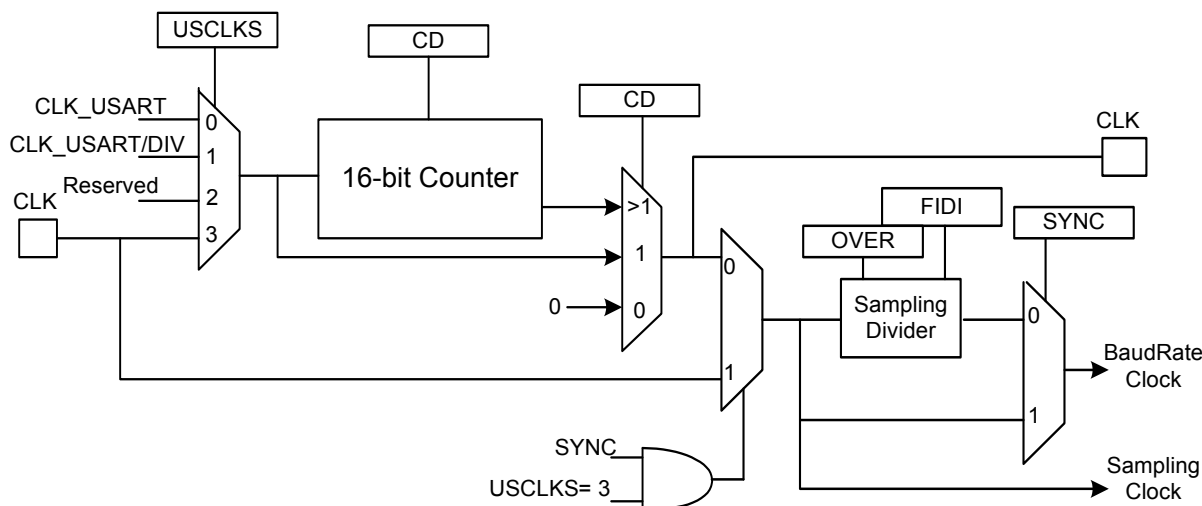 USCLKS
CD
CD
CLK
CLK_USART
0
CLK_USART/DIV
1
Reserved
2
CLK
3
16-bit Counter
>1
1
0
0
FIDI
OVER
SYNC
0
1
Sampling
Divider
0
1
BaudRate
Clock
SYNC
USCLKS= 3
Sampling
Clock